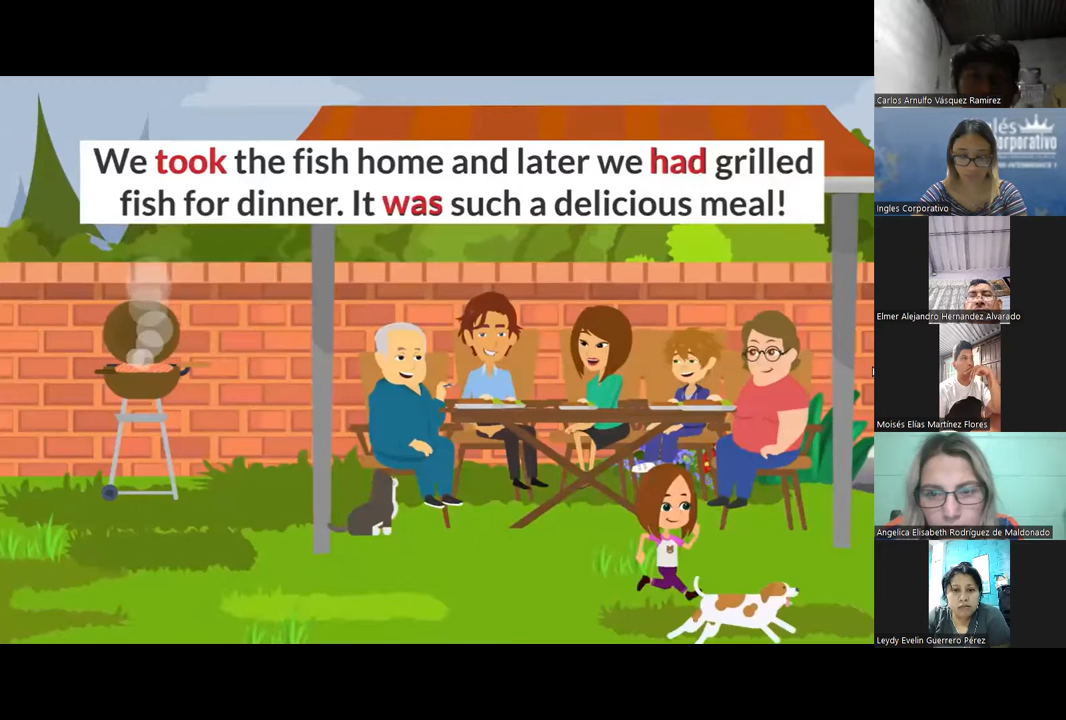 We took the fish home and later we had grilled
fish for dinner. It was such a delicious meal!
Carlos Arnulfo Vásquez Ramirez
Ingles Corporativo
Elmer Alejandro Hernandez Alvarado
Moisés Elías Martínez Flores
Angelica Elisabeth Rodríguez de Maldonado
Leydy Evelin Guerrero Pérez